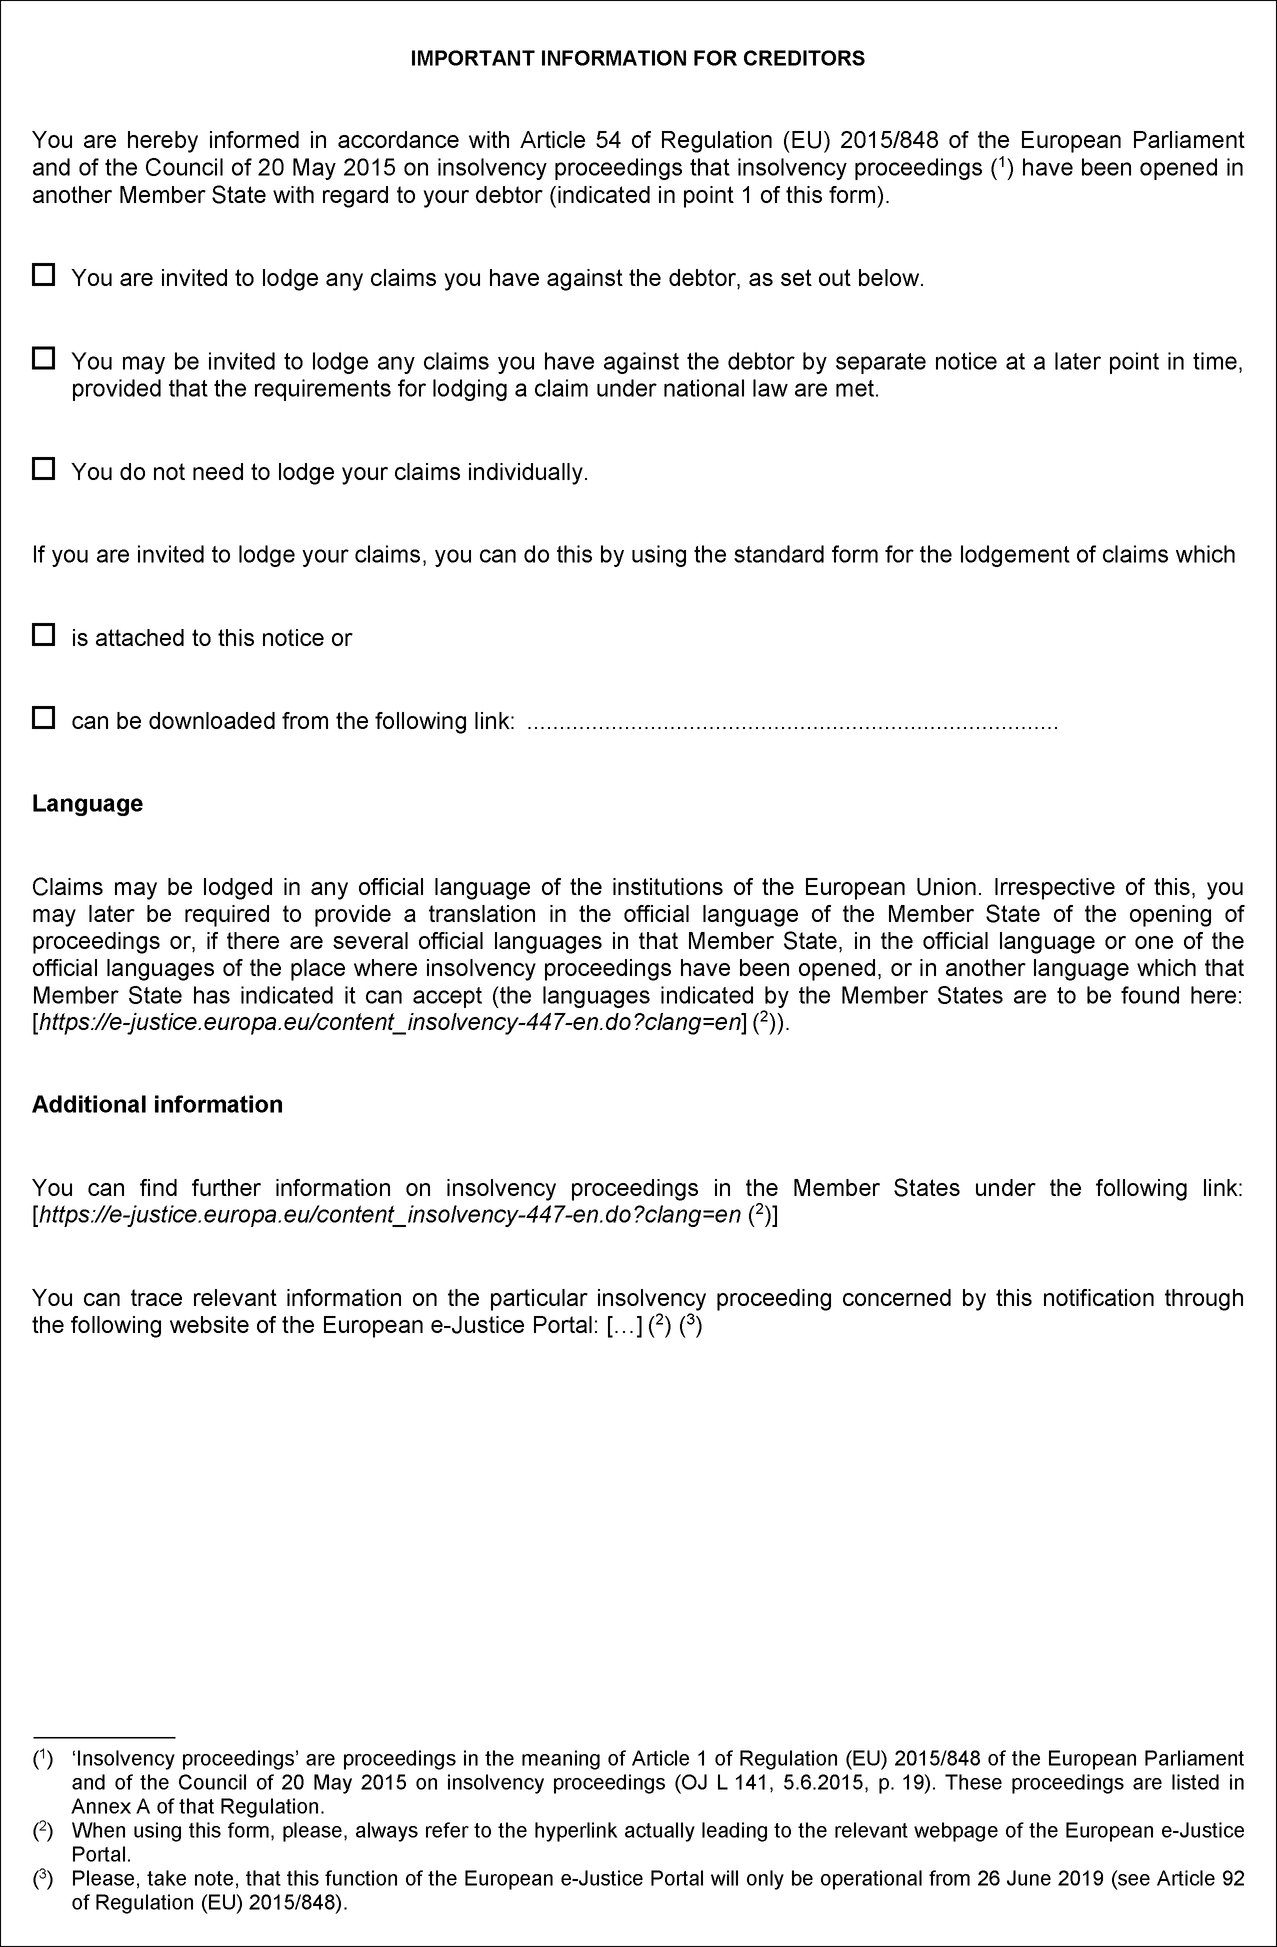 IMPORTANT INFORMATION FOR CREDITORS
You are hereby informed in accordance with Article 54 of Regulation (EU) 2015/848 of the European Parliament
and of the Council of 20 May 2015 on insolvency proceedings that insolvency proceedings (¹) have been opened in
another Member State with regard to your debtor (indicated in point 1 of this form).
☐ You are invited to lodge any claims you have against the debtor, as set out below.
☐ You may be invited to lodge any claims you have against the debtor by separate notice at a later point in time,
provided that the requirements for lodging a claim under national law are met.
☐ You do not need to lodge your claims individually.
If you are invited to lodge your claims, you can do this by using the standard form for the lodgement of claims which
☐ is attached to this notice or
☐ can be downloaded from the following link: ..................................................................................
Language
Claims may be lodged in any official language of the institutions of the European Union. Irrespective of this, you
may later be required to provide a translation in the official language of the Member State of the opening of
proceedings or, if there are several official languages in that Member State, in the official language or one of the
official languages of the place where insolvency proceedings have been opened, or in another language which that
Member State has indicated it can accept (the languages indicated by the Member States are to be found here:
[https://e-justice.europa.eu/content_insolvency-447-en.do?clang=en] (²)).
Additional information
You can find further information on insolvency proceedings in the Member States under the following link:
[https://e-justice.europa.eu/content_insolvency-447-en.do?clang=en (²)]
You can trace relevant information on the particular insolvency proceeding concerned by this notification through
the following website of the European e-Justice Portal: […] (²) (³)
(¹) ‘Insolvency proceedings’ are proceedings in the meaning of Article 1 of Regulation (EU) 2015/848 of the European Parliament
and of the Council of 20 May 2015 on insolvency proceedings (OJ L 141, 5.6.2015, p. 19). These proceedings are listed in
Annex A of that Regulation.
(²) When using this form, please, always refer to the hyperlink actually leading to the relevant webpage of the European e-Justice
Portal.
(³) Please, take note, that this function of the European e-Justice Portal will only be operational from 26 June 2019 (see Article 92
of Regulation (EU) 2015/848).